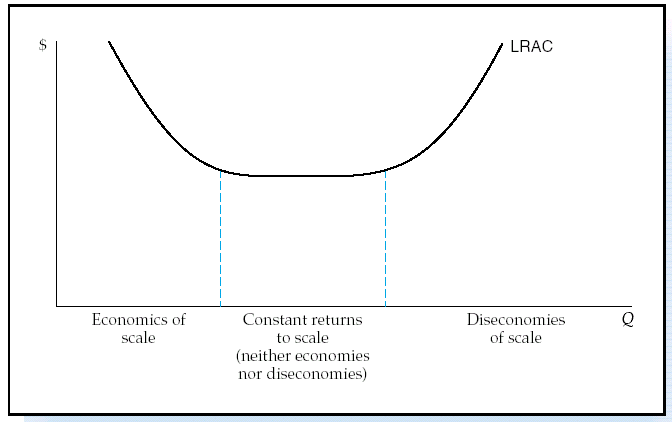 $
LRAC
Economics of
scale
Constant returns
to scale
(neither economies
nor diseconomies)
Diseconomies
of scale
Q